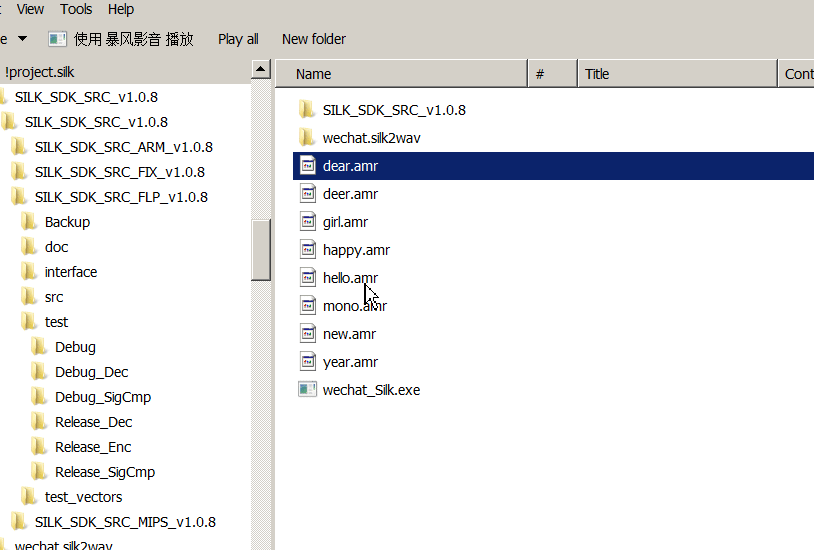 View Tools Help
e 使用 暴风影音 播放 Play all New folder
!project.silk
SILK_SDK_SRC_v1.0.8
SILK_SDK_SRC_v1.0.8
SILK_SDK_SRC_ARM_v1.0.8
SILK_SDK_SRC_FIX_v1.0.8
SILK_SDK_SRC_FLP_v1.0.8
Backup
doc
interface
src
test
Debug
Debug_Dec
Debug_SigCmp
Release_Dec
Release_Enc
Release_SigCmp
test_vectors
SILK_SDK_SRC_MIPS_v1.0.8
wechat.silk2wav
Name # Title Cont
SILK_SDK_SRC_v1.0.8
wechat.silk2wav
dear.amr
deer.amr
girl.amr
happy.amr
hello.amr
mono.amr
new.amr
year.amr
wechat_Silk.exe